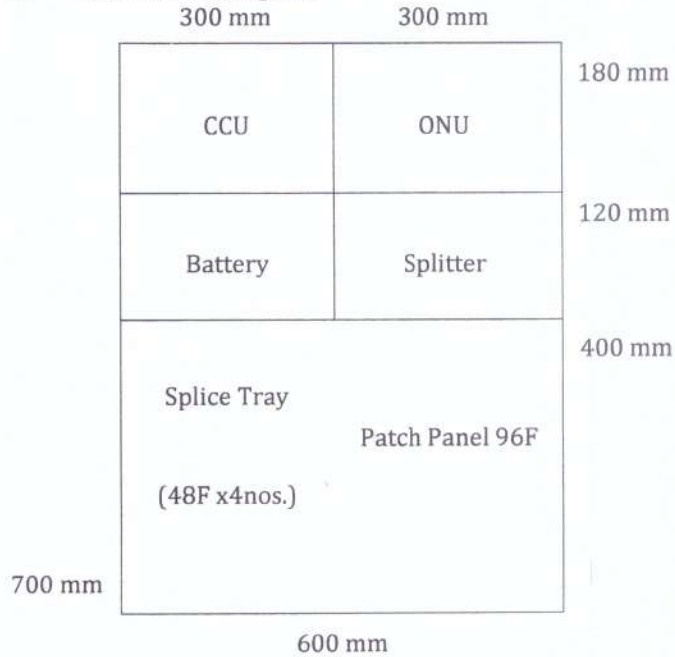 300 mm 300 mm
180 mm
CCU ONU
120 mm
Battery Splitter
400 mm
Splice Tray
Patch Panel 96F
(48F x4nos.)
700 mm
600 mm